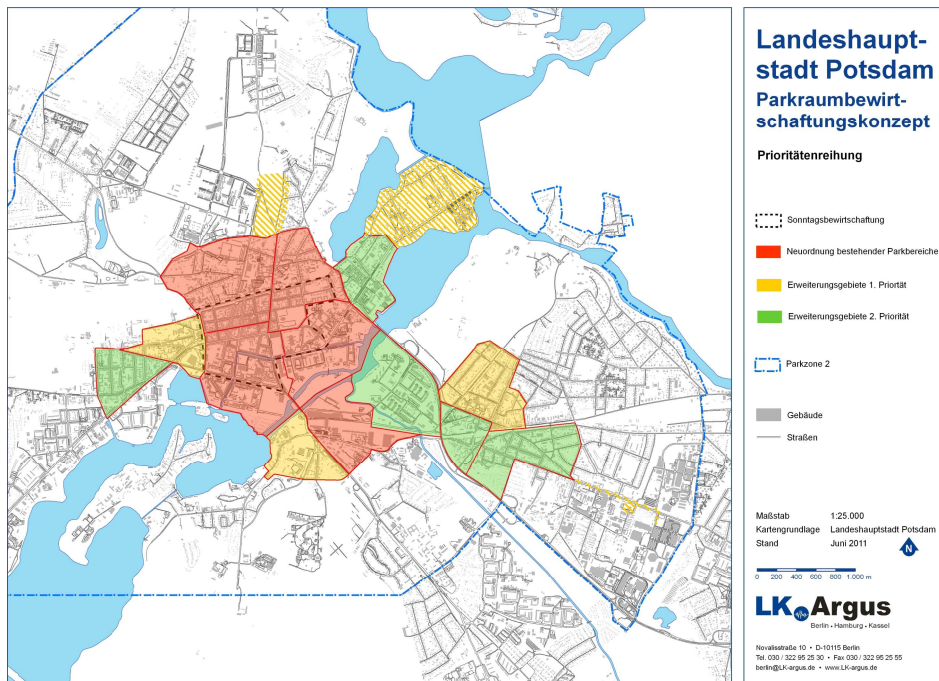 Landeshaupt-
stadt Potsdam
Parkraumbewirt-
schaftungskonzept
Prioritätenreihung
Sonntagsbewirtschaftung
Neuordnung bestehender Parkbereiche
Erweiterungsgebiete 1. Priortät
Erweiterungsgebiete 2. Priorität
Parkzone 2
Gebäude
Straßen
Maßstab 1:25.000
Kartengrundlage Landeshauptstadt Potsdam
Stand Juni 2011
N
0 200 400 600 800 1.000 m
LK Argus
Berlin • Hamburg • Kassel
Novalisstraße 10 • D-10115 Berlin
Tel. 030 / 322 95 25 30 • Fax 030 / 322 95 25 55
berlin@LK-argus.de • www.LK-argus.de